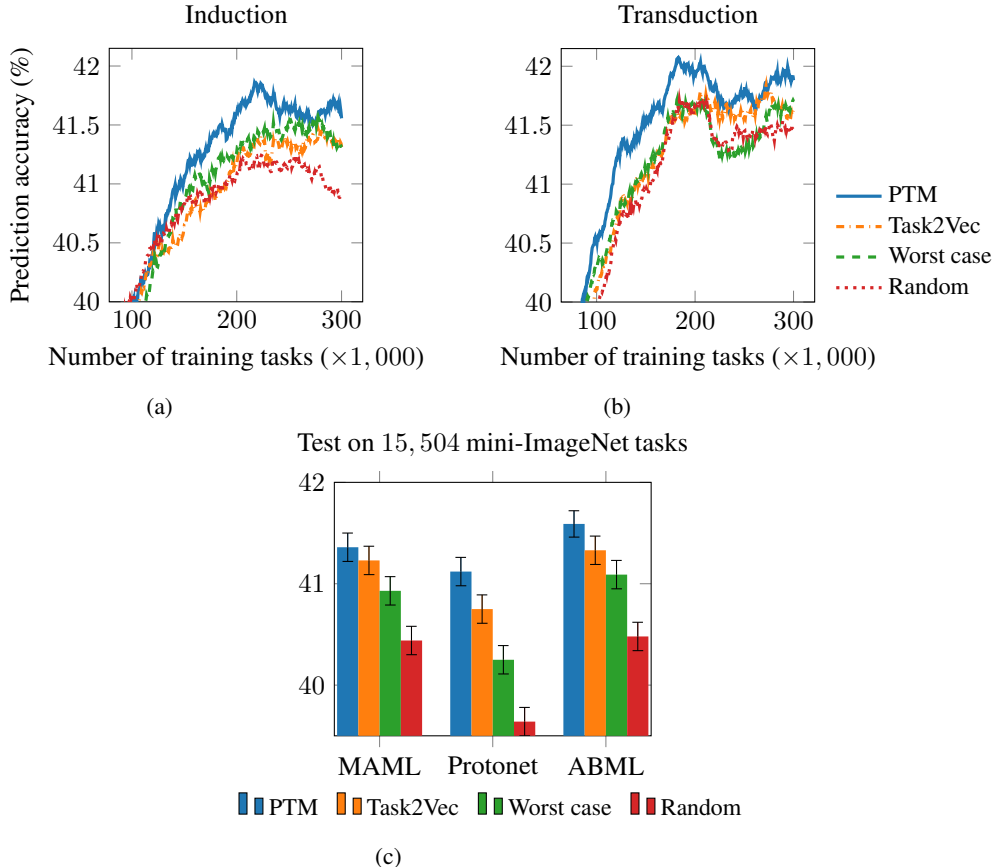 Induction
Transduction
Prediction accuracy (%)
42
41.5
41
40.5
40
100
200
300
Number of training tasks (×1, 000)
(a)
42
41.5
41
40.5
40
100
200
300
Number of training tasks (×1, 000)
(b)
PTM
Task2Vec
Worst case
Random
Test on 15, 504 mini-ImageNet tasks
42
41
40
MAML Protonet ABML
PTM Task2Vec Worst case Random
(c)